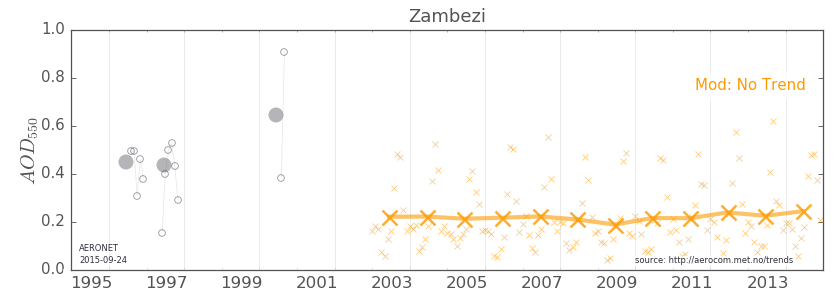 Zambezi
1.0
0.8
0.6
0.4
0.2
0.0
AOD550
Mod: No Trend
AERONET
2015-09-24
source: http://aerocom.met.no/trends
1995 1997 1999 2001 2003 2005 2007 2009 2011 2013